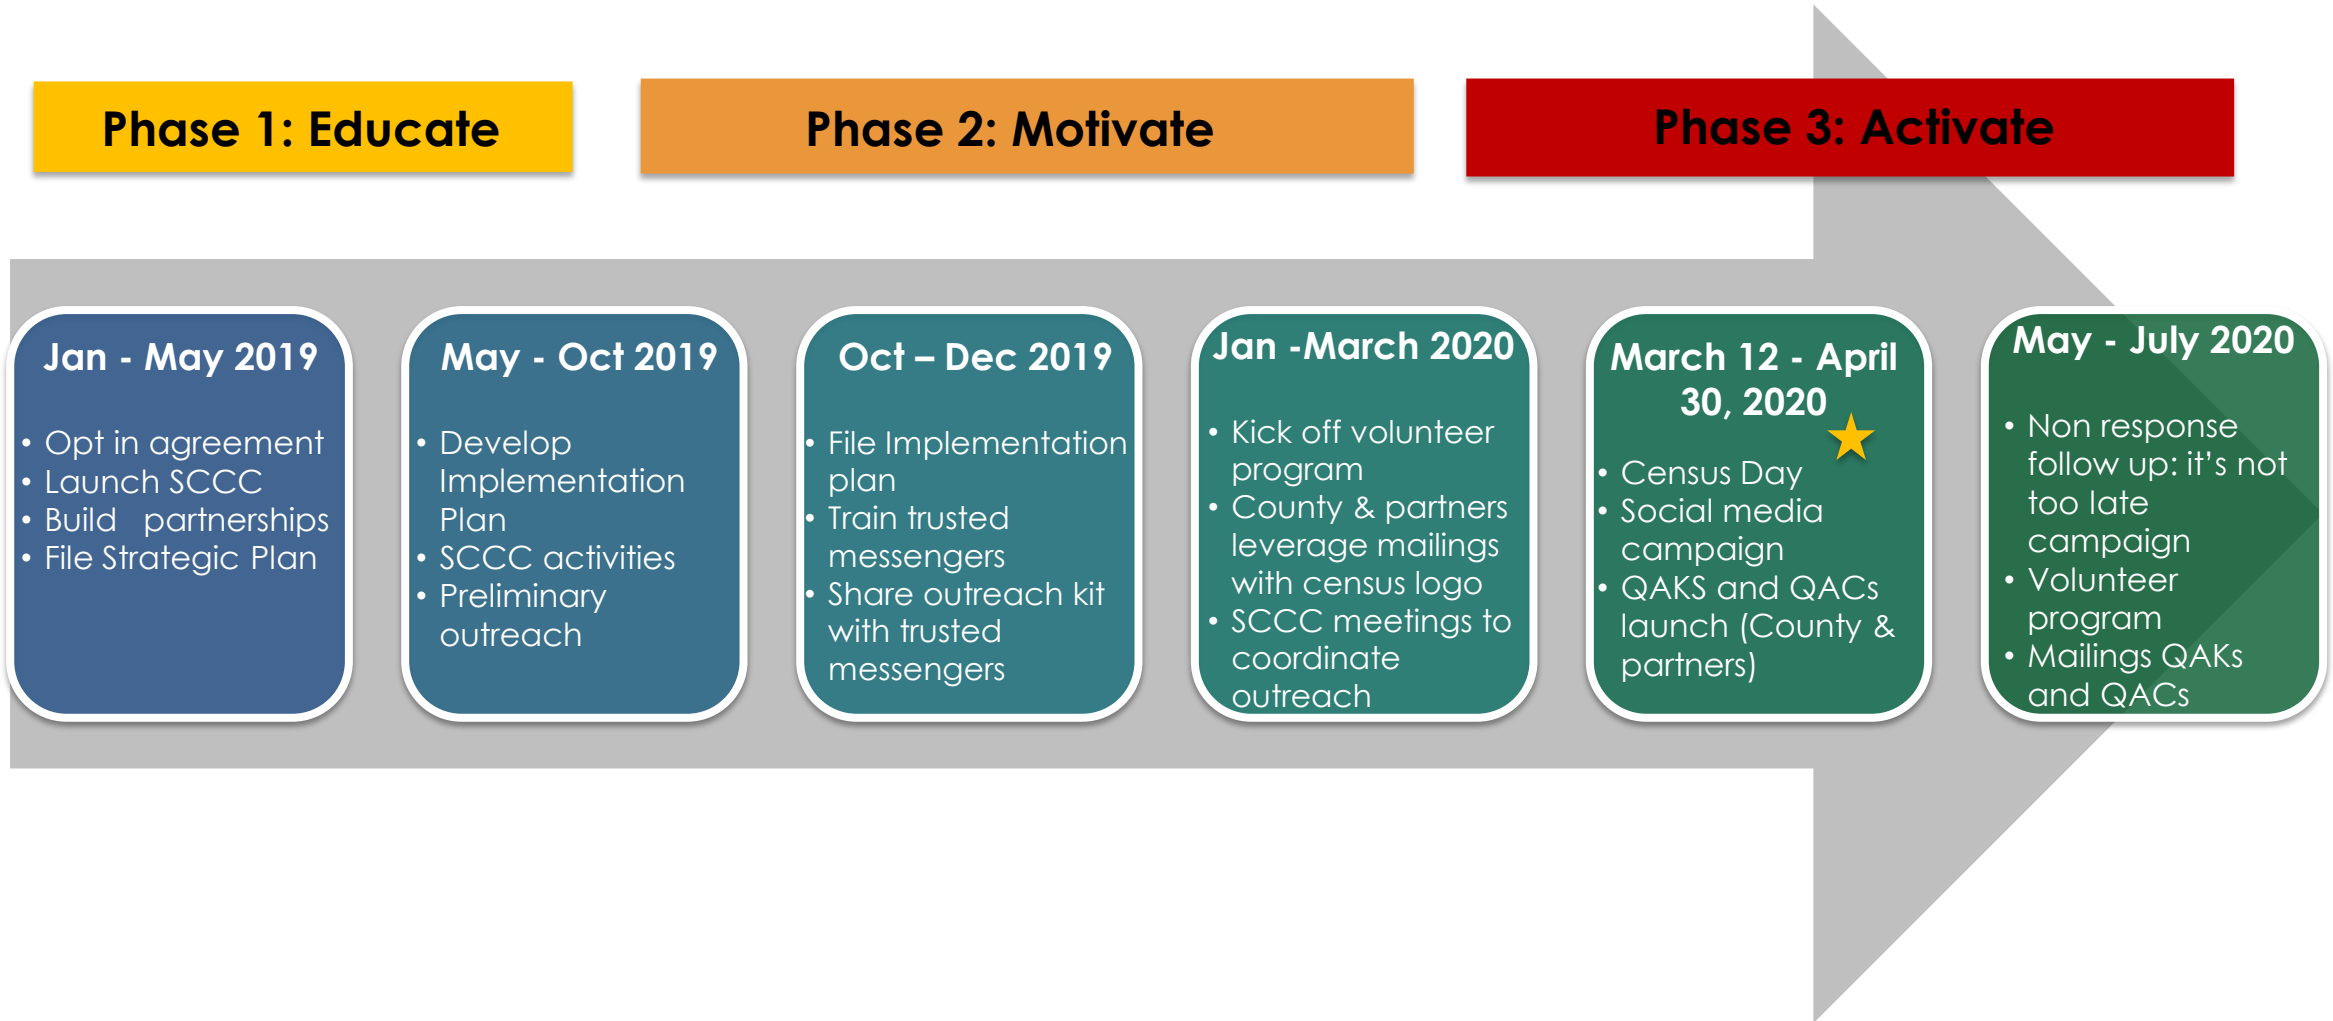 Phase 1: Educate
Phase 2: Motivate
Phase 3: Activate
Jan - May 2019
• Opt in agreement
• Launch SCCC
• Build partnerships
• File Strategic Plan
May - Oct 2019
• Develop
Implementation
Plan
• SCCC activities
• Preliminary
outreach
Oct – Dec 2019
• File Implementation
plan
• Train trusted
messengers
• Share outreach kit
with trusted
messengers
Jan -March 2020
• Kick off volunteer
program
• County & partners
leverage mailings
with census logo
• SCCC meetings to
coordinate
outreach
March 12 - April
30, 2020
• Census Day
• Social media
campaign
• QAKS and QACs
launch (County &
partners)
May - July 2020
• Non response
follow up: it’s not
too late
campaign
• Volunteer
program
• Mailings QAKs
and QACs